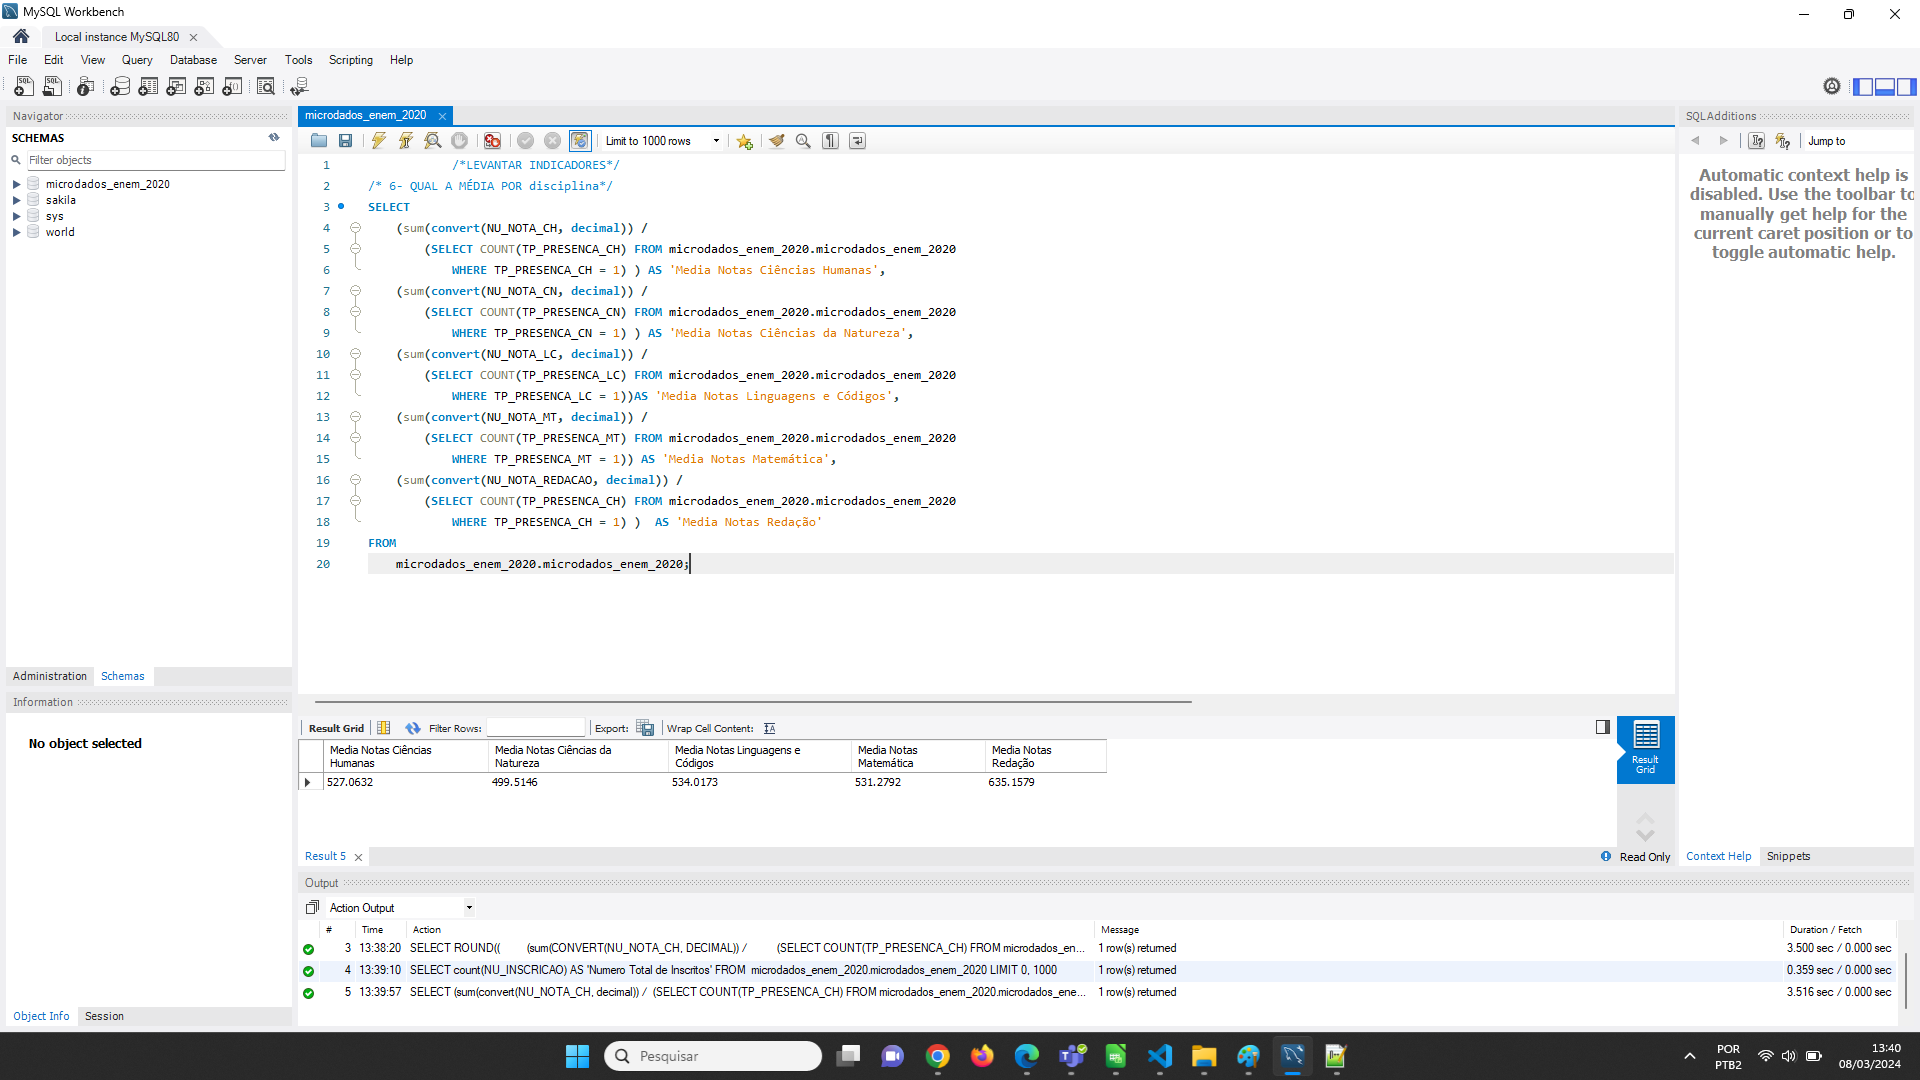 MySQL Workbench
Local instance MySQL80
File Edit View Query Database Server Tools Scripting Help
Navigator
SCHEMAS
Filter objects
microdados_enem_2020
sakila
sys
world
Administration Schemas
Information
No object selected
Object Info Session
microdados_enem_2020
Limit to 1000 rows
1 /*LEVANTAR INDICADORES*/
2 /* 6- QUAL A MÉDIA POR disciplina*/
3 SELECT
4 (sum(convert(NU_NOTA_CH, decimal)) /
5 (SELECT COUNT(TP_PRESENCA_CH) FROM microdados_enem_2020.microdados_enem_2020
6 WHERE TP_PRESENCA_CH = 1) ) AS 'Media Notas Ciências Humanas',
7 (sum(convert(NU_NOTA_CN, decimal)) /
8 (SELECT COUNT(TP_PRESENCA_CN) FROM microdados_enem_2020.microdados_enem_2020
9 WHERE TP_PRESENCA_CN = 1) ) AS 'Media Notas Ciências da Natureza',
10 (sum(convert(NU_NOTA_LC, decimal)) /
11 (SELECT COUNT(TP_PRESENCA_LC) FROM microdados_enem_2020.microdados_enem_2020
12 WHERE TP_PRESENCA_LC = 1))AS 'Media Notas Linguagens e Códigos',
13 (sum(convert(NU_NOTA_MT, decimal)) /
14 (SELECT COUNT(TP_PRESENCA_MT) FROM microdados_enem_2020.microdados_enem_2020
15 WHERE TP_PRESENCA_MT = 1)) AS 'Media Notas Matemática',
16 (sum(convert(NU_NOTA_REDACAO, decimal)) /
17 (SELECT COUNT(TP_PRESENCA_CH) FROM microdados_enem_2020.microdados_enem_2020
18 WHERE TP_PRESENCA_CH = 1) ) AS 'Media Notas Redação'
19 FROM
20 microdados_enem_2020.microdados_enem_2020;
Result Grid Filter Rows: Export: Wrap Cell Content:
Media Notas Ciências Humanas Media Notas Ciências da Natureza Media Notas Linguagens e Códigos Media Notas Matemática Media Notas Redação
527.0632 499.5146 534.0173 531.2792 635.1579
Result Grid
Result 5
Read Only
SQLAdditions
Jump to
Automatic context help is
disabled. Use the toolbar to
manually get help for the
current caret position or to
toggle automatic help.
Context Help Snippets
Output
Action Output
# Time Action Message Duration / Fetch
3 13:38:20 SELECT ROUND(( (sum(CONVERT(NU_NOTA_CH, DECIMAL)) / (SELECT COUNT(TP_PRESENCA_CH) FROM microdados_en... 1 row(s) returned 3.500 sec / 0.000 sec
4 13:39:10 SELECT count(NU_INSCRICAO) AS 'Numero Total de Inscritos' FROM microdados_enem_2020.microdados_enem_2020 LIMIT 0, 1000 1 row(s) returned 0.359 sec / 0.000 sec
5 13:39:57 SELECT (sum(convert(NU_NOTA_CH, decimal)) / (SELECT COUNT(TP_PRESENCA_CH) FROM microdados_enem_2020.microdados_ene... 1 row(s) returned 3.516 sec / 0.000 sec
Pesquisar
POR
PTB2
13:40
08/03/2024